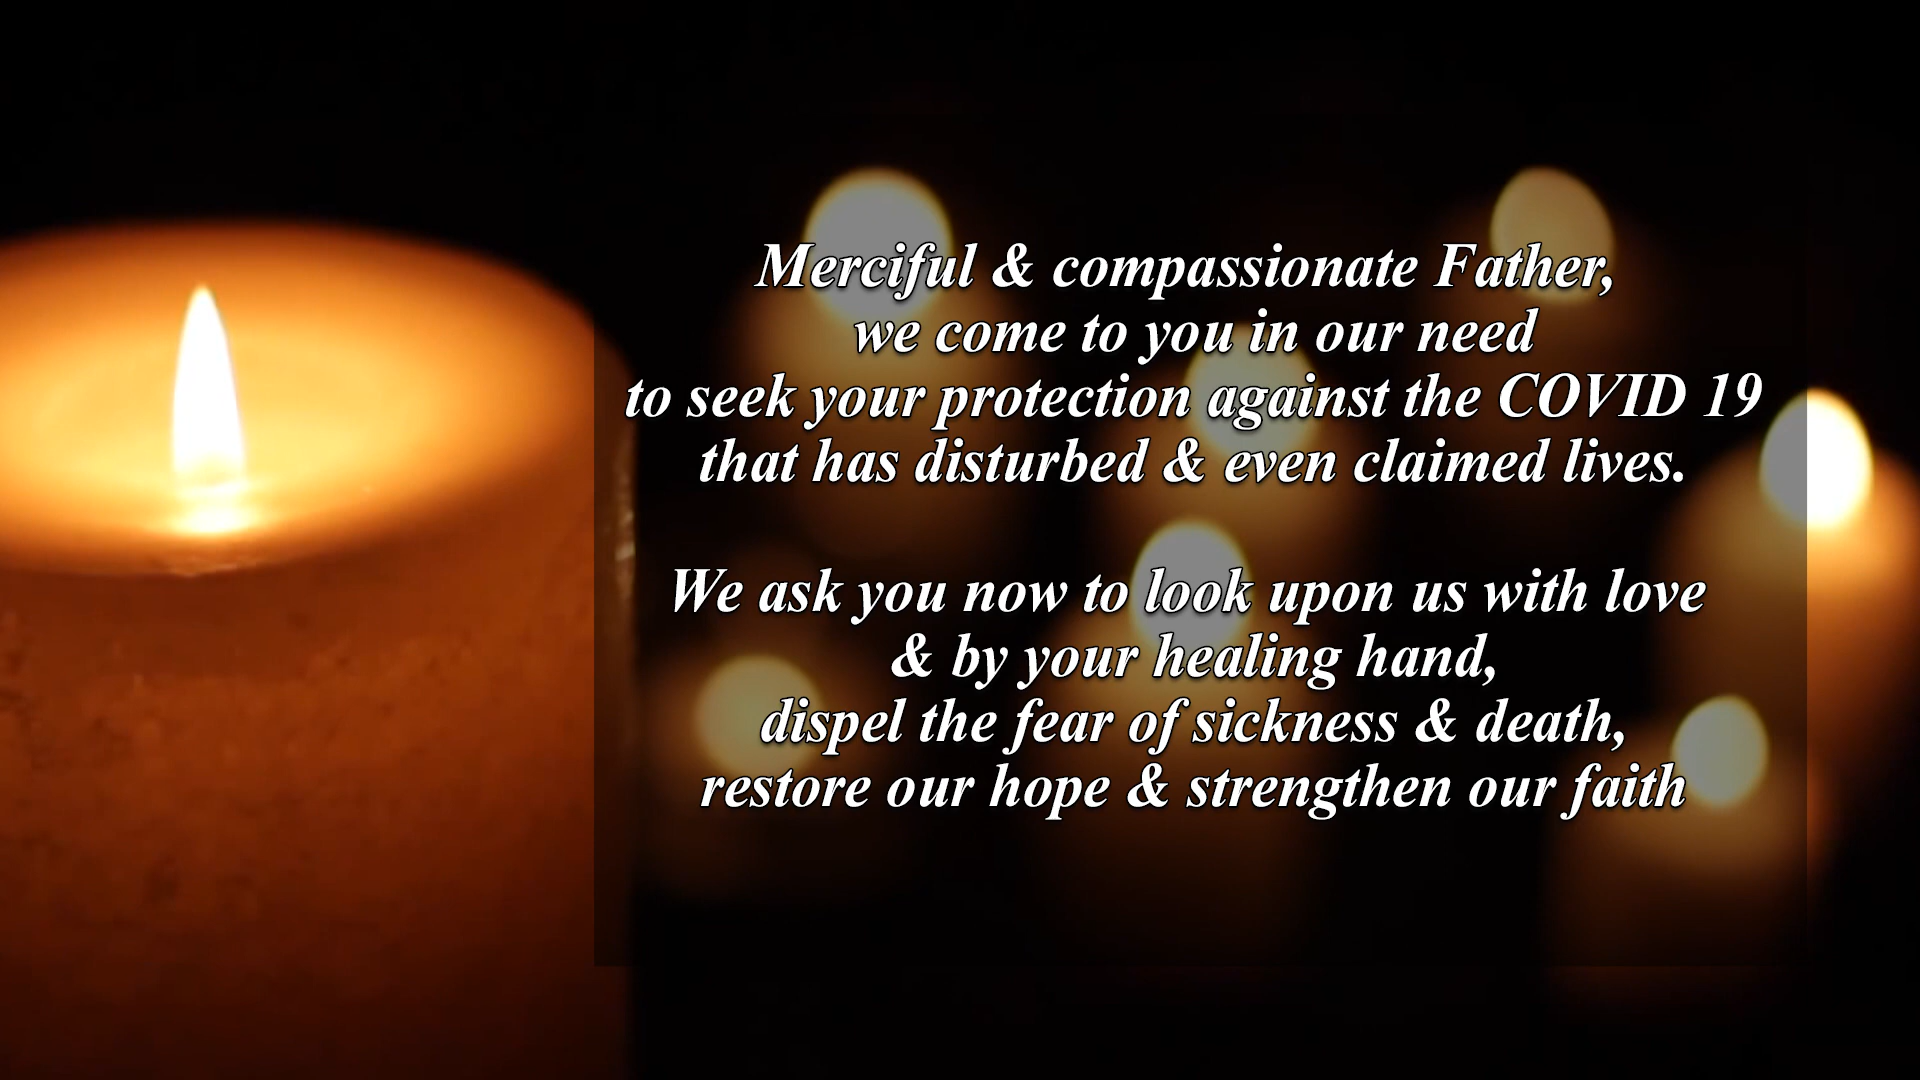 Merciful & compassionate Father,
we come to you in our need
to seek your protection against the COVID 19
that has disturbed & even claimed lives.
We ask you now to look upon us with love
& by your healing hand,
dispel the fear of sickness & death,
restore our hope & strengthen our faith